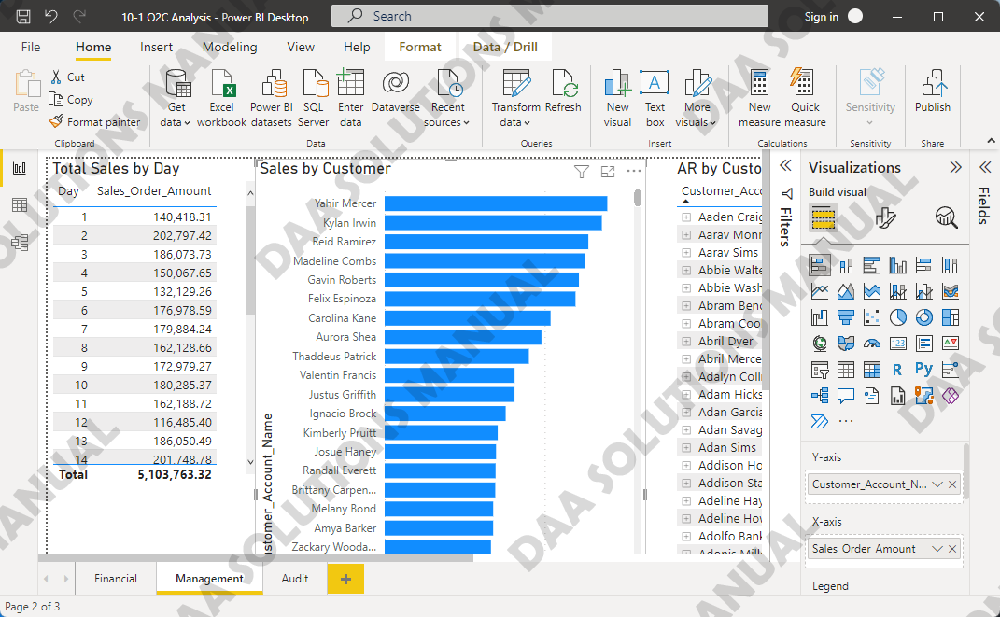 10-1 O2C Analysis - Power BI Desktop
Search
Sign in
File Home Insert Modeling View Help Format Data / Drill
Paste
Cut
Copy
Format painter
Clipboard
Get data
Excel workbook
Power BI datasets
SQL Server
Enter data
Dataverse
Recent sources
Data
Transform data
Refresh
Queries
New visual
Text box
More visuals
Insert
New measure
Quick measure
Calculations
Sensitivity
Sensitivity
Publish
Share
Total Sales by Day
Day Sales_Order_Amount
1 140,418.31
2 202,797.42
3 186,073.73
4 150,067.65
5 132,129.26
6 176,978.59
7 179,884.24
8 162,128.66
9 172,979.27
10 180,285.37
11 162,188.72
12 116,485.40
13 186,050.49
14 201,748.78
Total 5,103,763.32
Sales by Customer
ustomer_Account_Name
Yahir Mercer
Kylan Irwin
Reid Ramirez
Madeline Combs
Gavin Roberts
Felix Espinoza
Carolina Kane
Aurora Shea
Thaddeus Patrick
Valentin Francis
Justus Griffith
Ignacio Brock
Kimberly Pruitt
Josue Haney
Randall Everett
Brittany Carpen...
Melany Bond
Amya Barker
Zackary Wooda...
AR by Custo
Customer_Acco
Aaden Craig
Aarav Monr
Aarav Sims
Abbie Walte
Abbie Wash
Abram Benc
Abram Coo
Abril Dyer
Abril Merce
Adalyn Colli
Adam Hicks
Adan Garcia
Adan Savag
Adan Sims
Addison Ho
Addison Sta
Adeline Hay
Adeline How
Adolfo Bank
Adonis Mill
Filters
Visualizations
Build visual
123
R
Py
Y-axis
Customer_Account_N...
X-axis
Sales_Order_Amount
Legend
Fields
Financial Management Audit
Page 2 of 3
DAA SOLUTIONS MANUAL